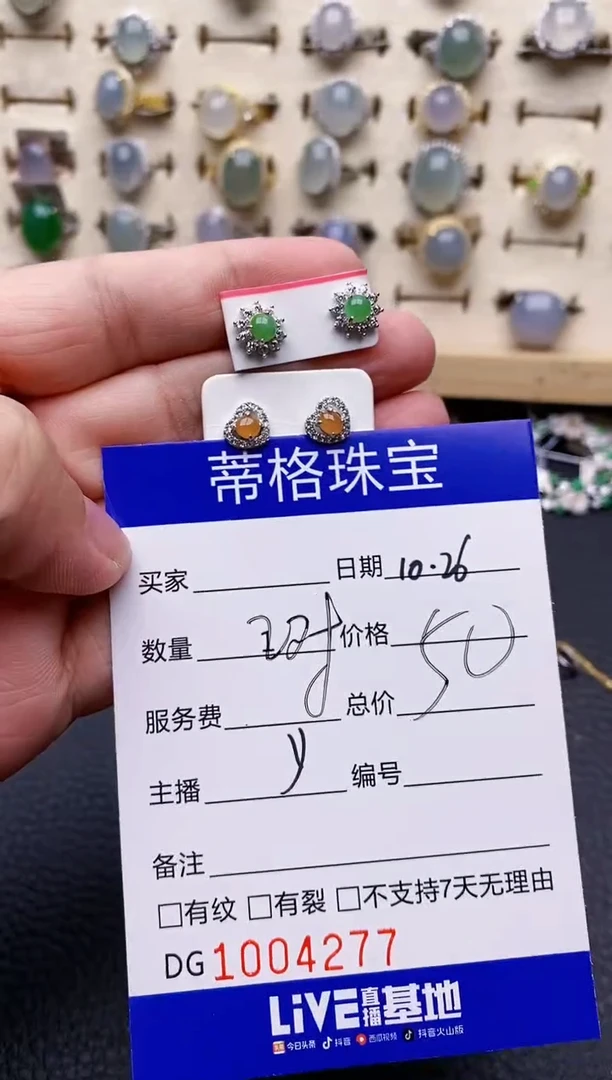 蒂格珠宝
买家 日期 10.26
数量 2对 价格 50
服务费 总价
主播 y 编号
备注
□有纹 □有裂 □不支持7天无理由
DG 1004277
LiVE直播基地
今日头条 抖音 西瓜视频 抖音火山版